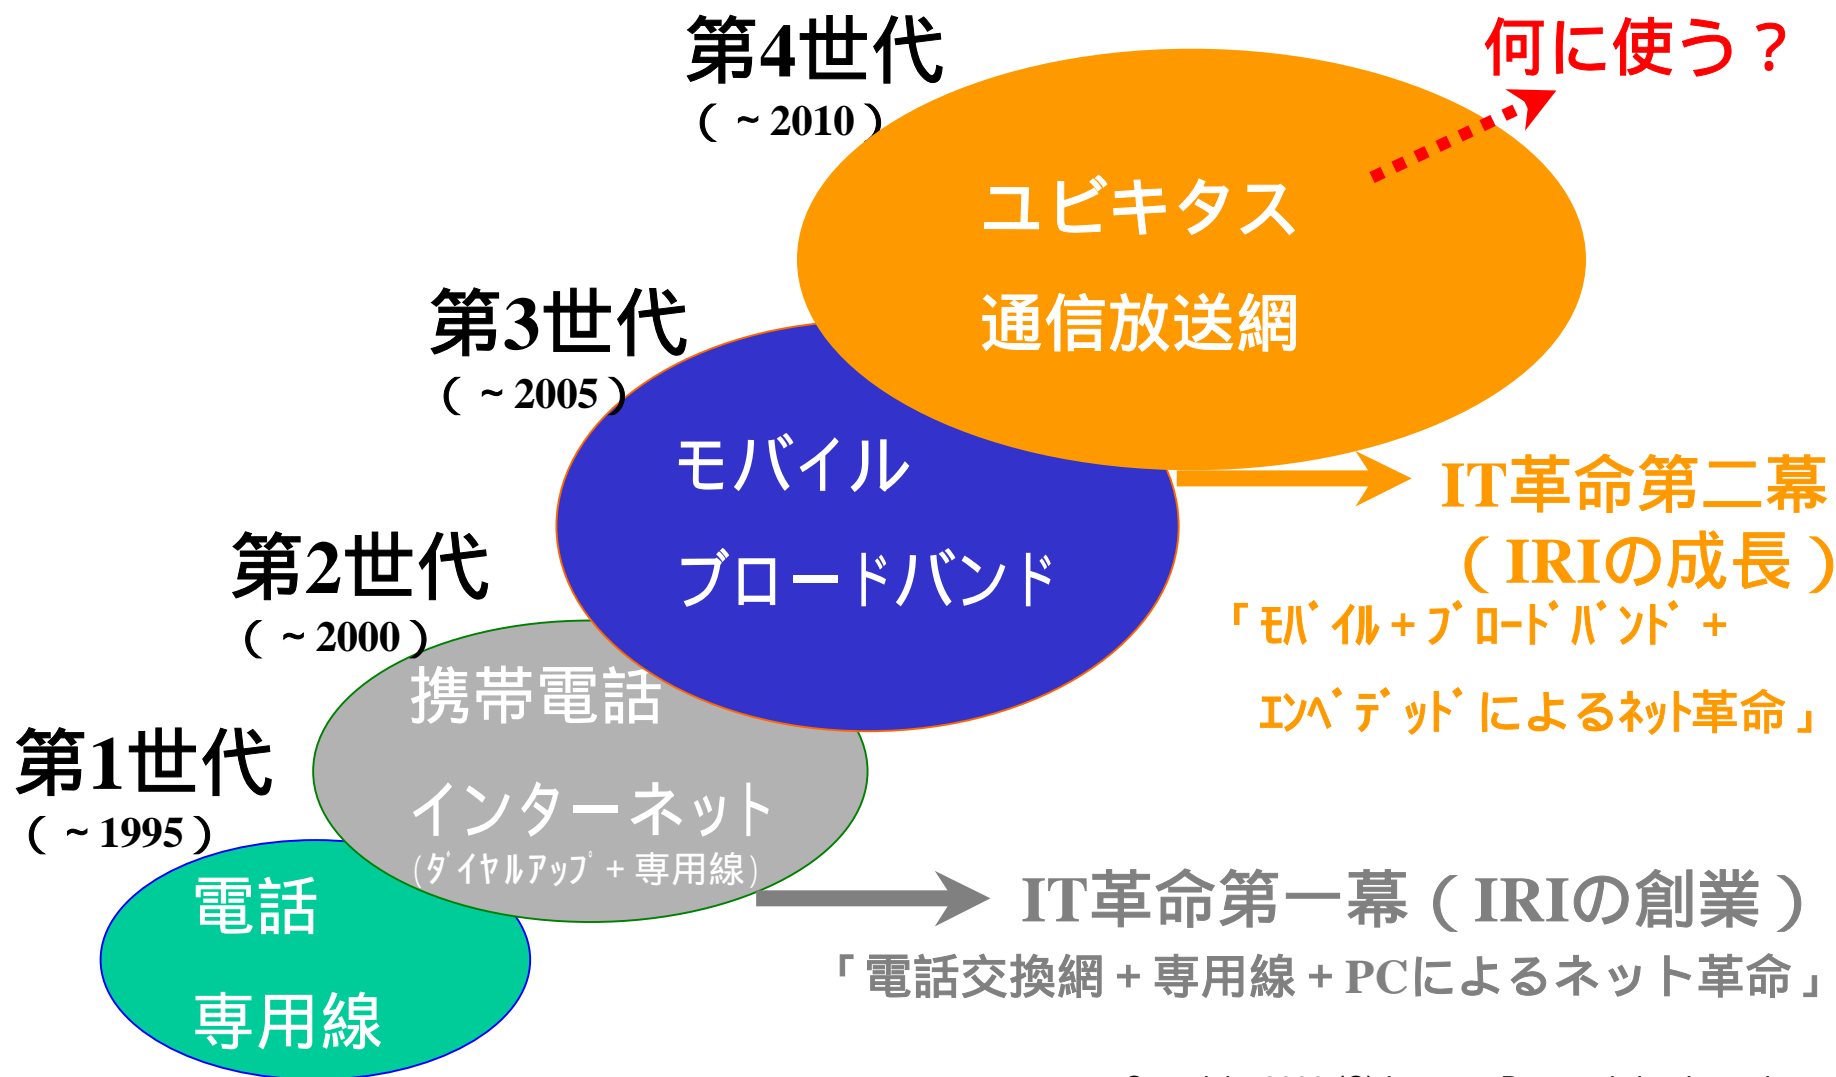 第4世代
（～2010）
何に使う？
ユビキタス
通信放送網
第3世代
（～2005）
モバイル
ブロードバンド
IT革命第二幕
（IRIの成長）
「ﾓﾊﾞｲﾙ+ﾌﾞﾛｰﾄﾞﾊﾞﾝﾄﾞ+
ｴﾝﾍﾞﾃﾞｯﾄﾞによるﾈｯﾄ革命」
第2世代
（～2000）
携帯電話
インターネット
(ﾀﾞｲﾔﾙｱｯﾌﾟ+専用線)
第1世代
（～1995）
電話
専用線
IT革命第一幕（IRIの創業）
「電話交換網+専用線+PCによるネット革命」